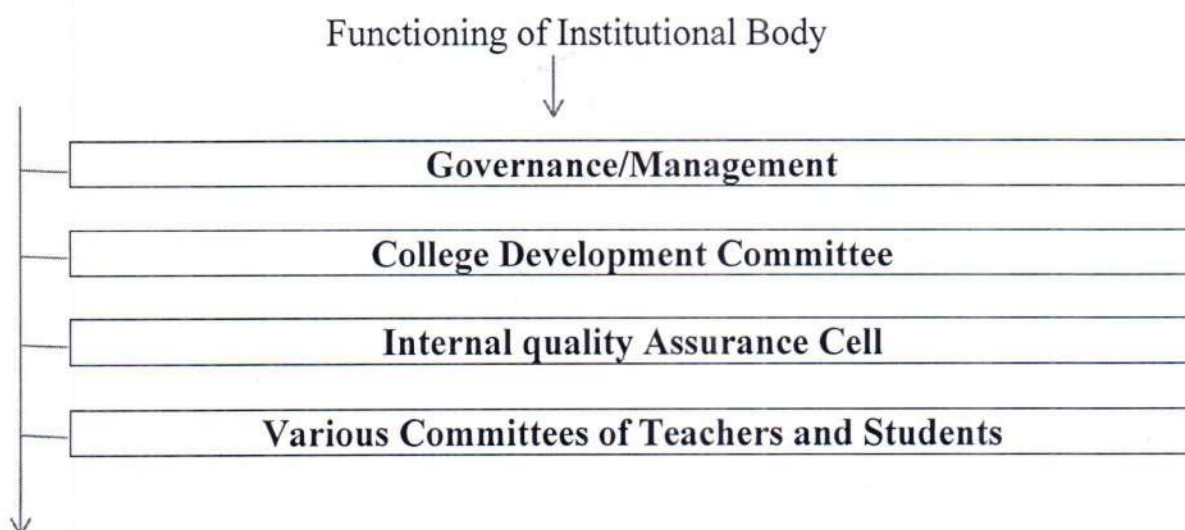 Functioning of Institutional Body
Governance/Management
College Development Committee
Internal quality Assurance Cell
Various Committees of Teachers and Students